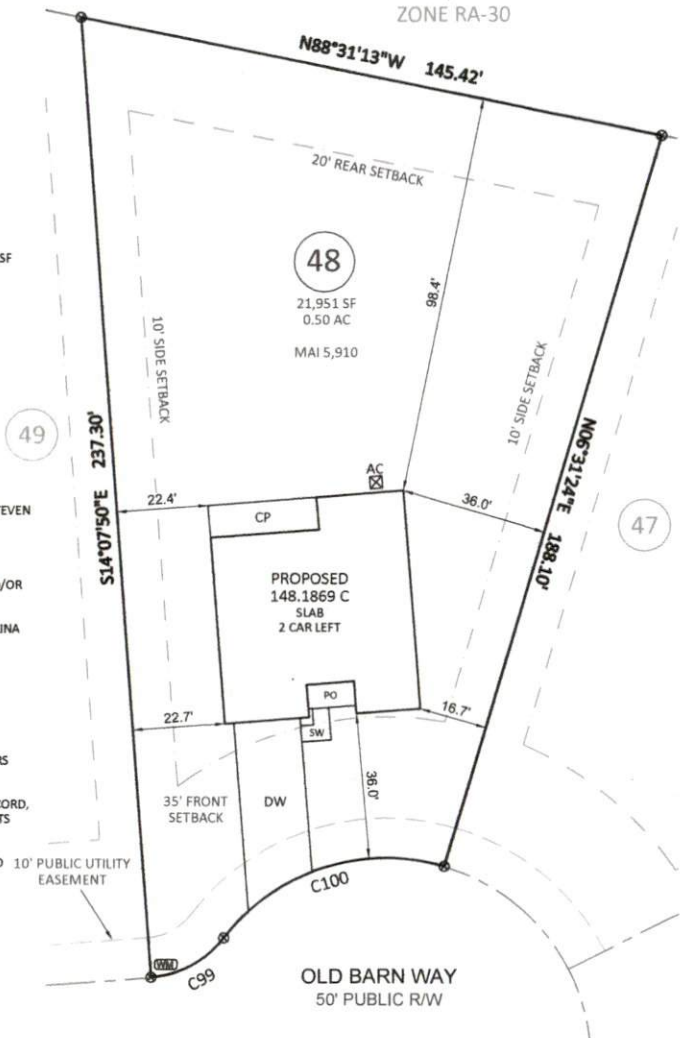 ZONE RA-30
N88°31'13"W 145.42'
20' REAR SETBACK
SF
48
21,951 SF
0.50 AC
MAI 5,910
98.4'
10' SIDE SETBACK
10' SIDE SETBACK
49
S14°07'50"E 237.30'
N06°31'24"E 188.10'
47
AC
22.4'
36.0'
CP
EVEN
PROPOSED
148.1869 C
SLAB
2 CAR LEFT
/OR
INA
PO
22.7'
SW
16.7'
RS
35' FRONT
SETBACK
DW
36.0'
CORD,
TS
D
10' PUBLIC UTILITY
EASEMENT
C100
WM
C99
OLD BARN WAY
50' PUBLIC R/W